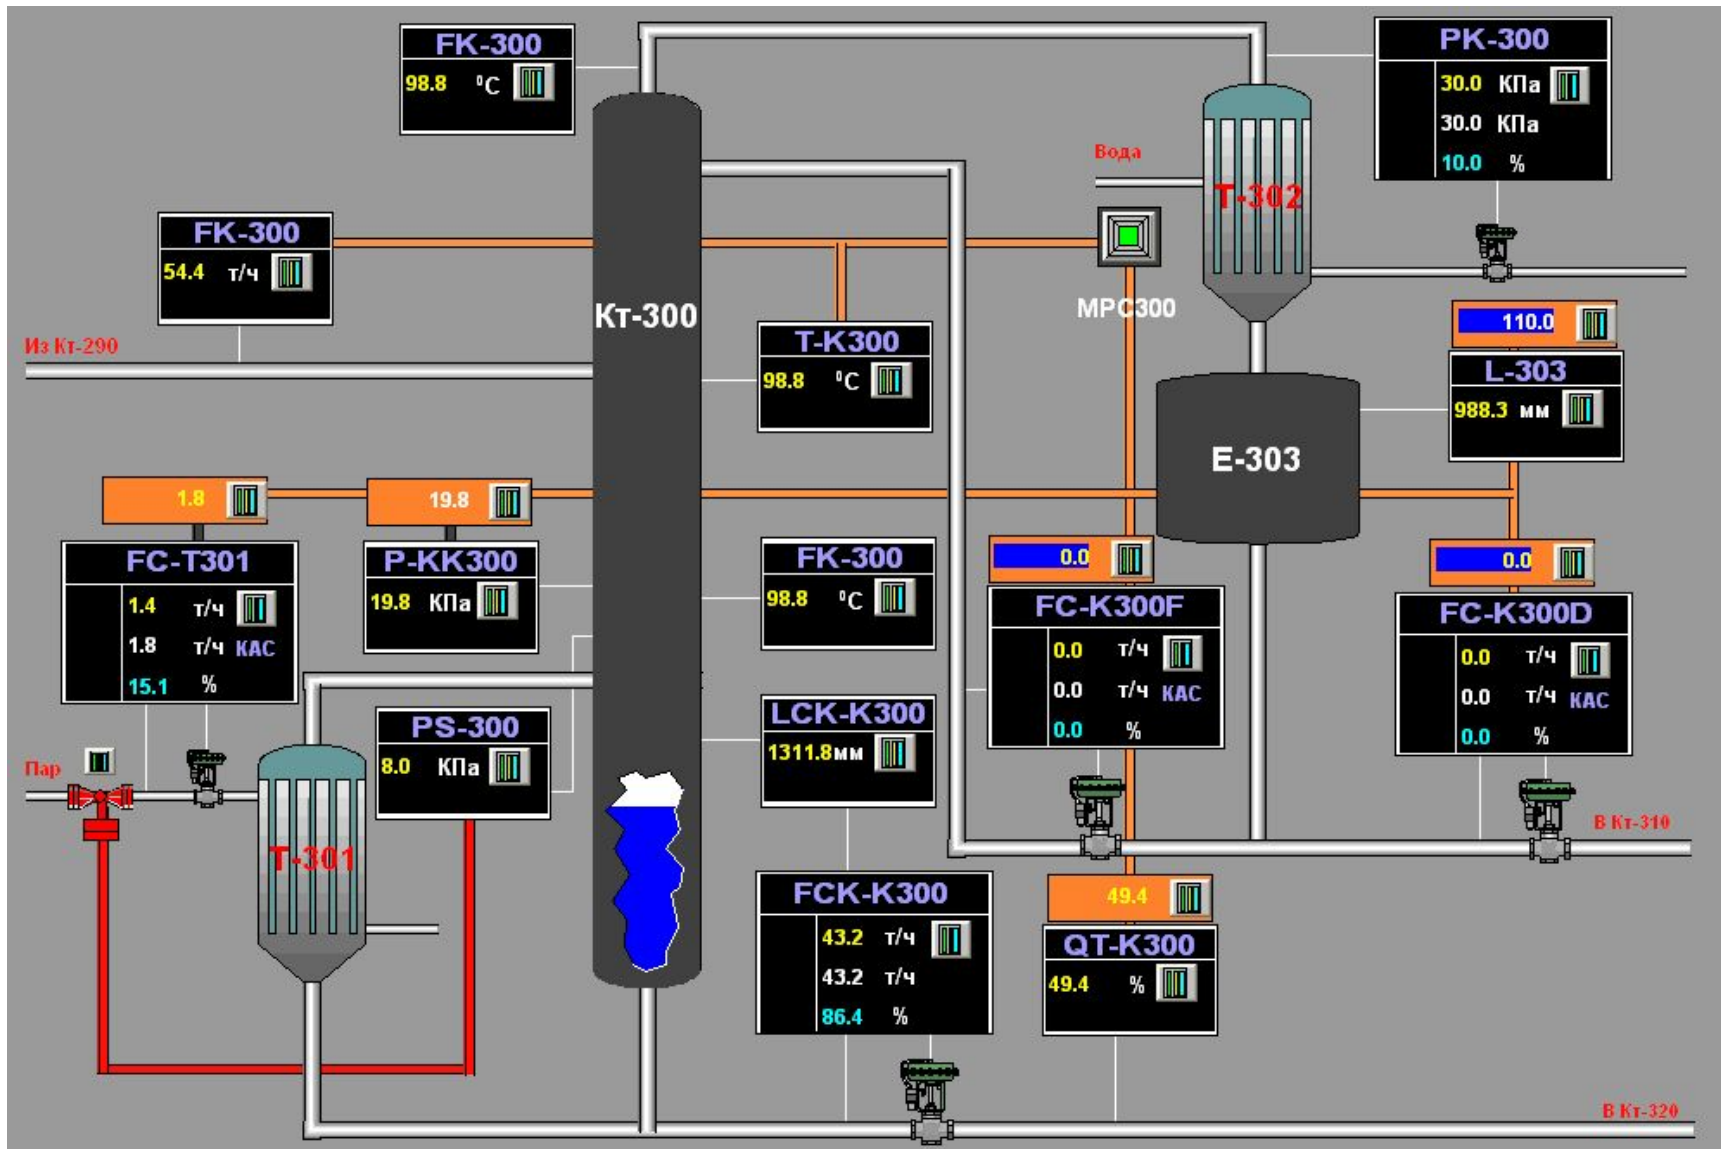 FK-300
98.8 ⁰C
PK-300
30.0 КПа
30.0 КПа
10.0 %
Вода
T-302
FK-300
54.4 т/ч
MPC300
Кт-300
110.0
Из Кт-290
T-K300
98.8 ⁰C
L-303
988.3 мм
E-303
1.8
19.8
FC-T301
1.4 т/ч
1.8 т/ч КАС
15.1 %
P-KK300
19.8 КПа
FK-300
98.8 ⁰C
0.0
FC-K300F
0.0 т/ч
0.0 т/ч КАС
0.0 %
0.0
FC-K300D
0.0 т/ч
0.0 т/ч КАС
0.0 %
PS-300
8.0 КПа
LCK-K300
1311.8мм
Пар
T-301
В Кт-310
FCK-K300
43.2 т/ч
43.2 т/ч
86.4 %
49.4
QT-K300
49.4 %
В Кт-320